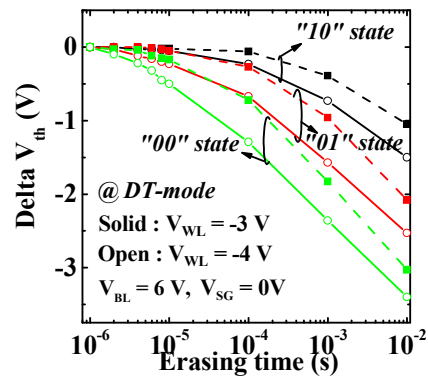 0
"10" state
-1
"01" state
"00" state
Delta V_th (V)
-2
@ DT-mode
Solid : V_WL = -3 V
Open : V_WL = -4 V
-3
V_BL = 6 V, V_SG = 0V
10^-6 10^-5 10^-4 10^-3 10^-2
Erasing time (s)